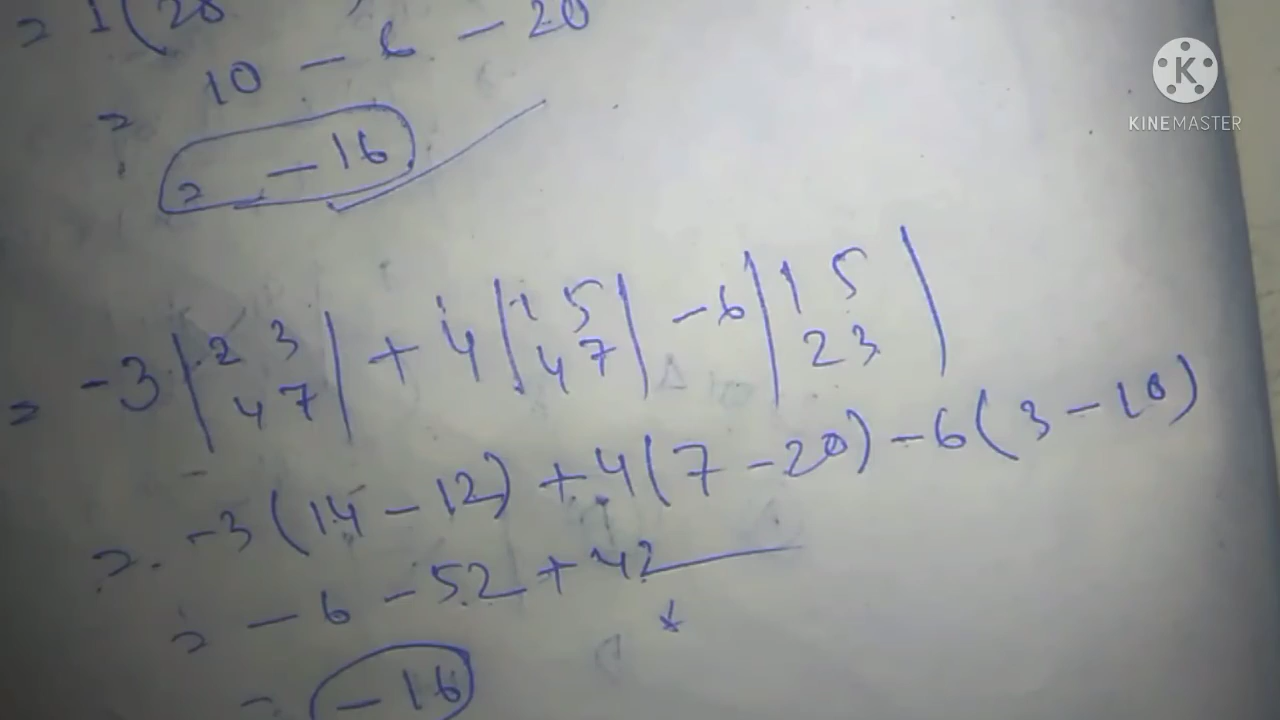 = 1(28
= 10 - 6 - 20
= -16
K
KINEMASTER
= -3 |2 3| + 4 |1 5| - 6 |1 5|
|4 7| |4 7| |2 3|
= -3(14 - 12) + 4(7 - 20) - 6(3 - 10)
= -6 - 52 + 42
= -16